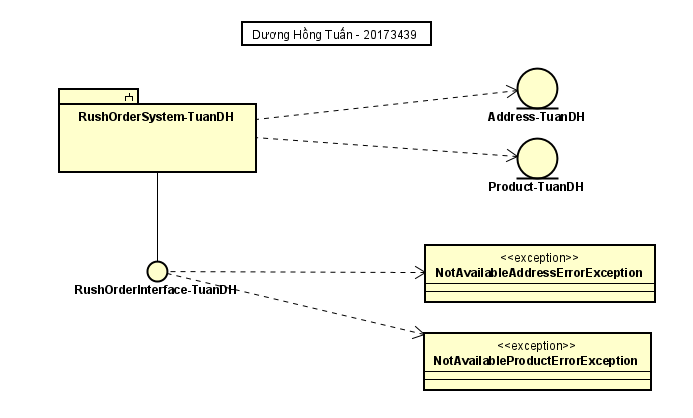 Dương Hồng Tuấn - 20173439
RushOrderSystem-TuanDH
Address-TuanDH
Product-TuanDH
RushOrderInterface-TuanDH
<<exception>>
NotAvailableAddressErrorException
<<exception>>
NotAvailableProductErrorException